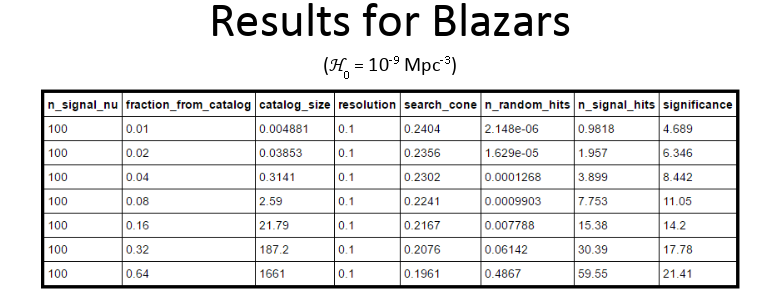 Results for Blazars
(ℋ₀ = 10⁻⁹ Mpc⁻³)
n_signal_nu fraction_from_catalog catalog_size resolution search_cone n_random_hits n_signal_hits significance
100 0.01 0.004881 0.1 0.2404 2.148e-06 0.9818 4.689
100 0.02 0.03853 0.1 0.2356 1.629e-05 1.957 6.346
100 0.04 0.3141 0.1 0.2302 0.0001268 3.899 8.442
100 0.08 2.59 0.1 0.2241 0.0009903 7.753 11.05
100 0.16 21.79 0.1 0.2167 0.007788 15.38 14.2
100 0.32 187.2 0.1 0.2076 0.06142 30.39 17.78
100 0.64 1661 0.1 0.1961 0.4867 59.55 21.41